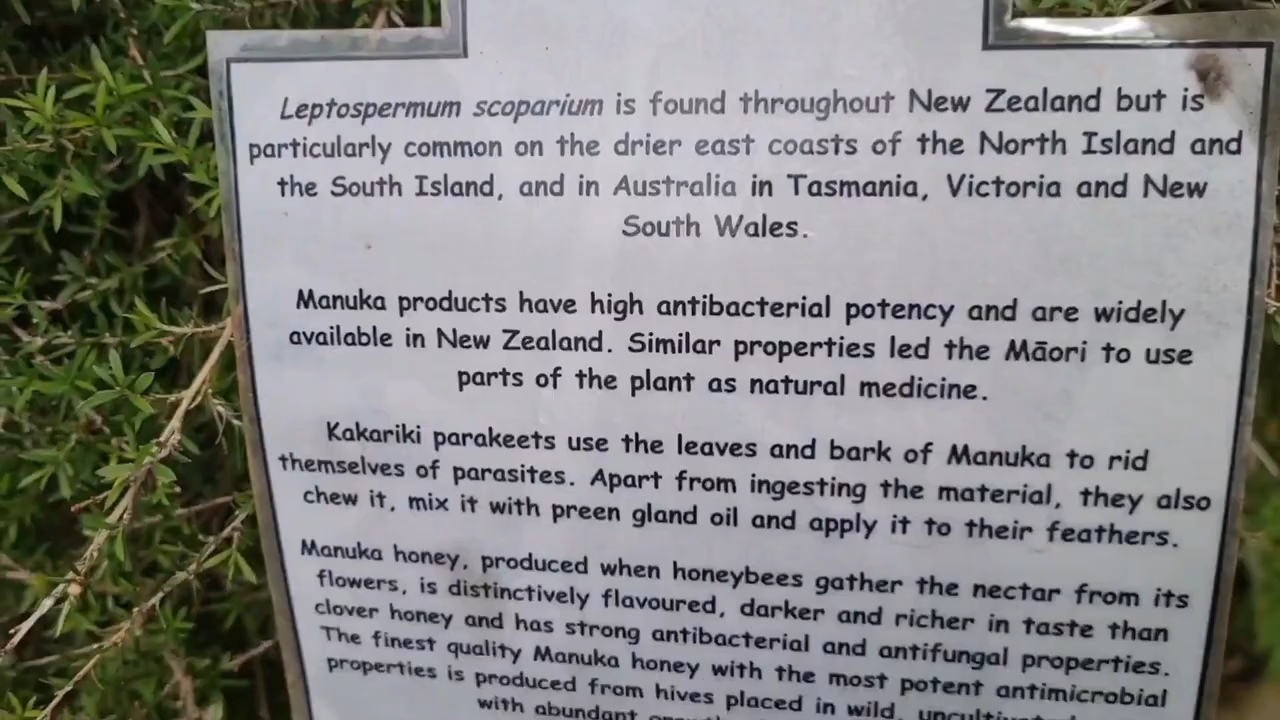 Leptospermum scoparium is found throughout New Zealand but is
particularly common on the drier east coasts of the North Island and
the South Island, and in Australia in Tasmania, Victoria and New
South Wales.
Manuka products have high antibacterial potency and are widely
available in New Zealand. Similar properties led the Māori to use
parts of the plant as natural medicine.
Kakariki parakeets use the leaves and bark of Manuka to rid
themselves of parasites. Apart from ingesting the material, they also
chew it, mix it with preen gland oil and apply it to their feathers.
Manuka honey, produced when honeybees gather the nectar from its
flowers, is distinctively flavoured, darker and richer in taste than
clover honey and has strong antibacterial and antifungal properties.
The finest quality Manuka honey with the most potent antimicrobial
properties is produced from hives placed in wild,
with abundant